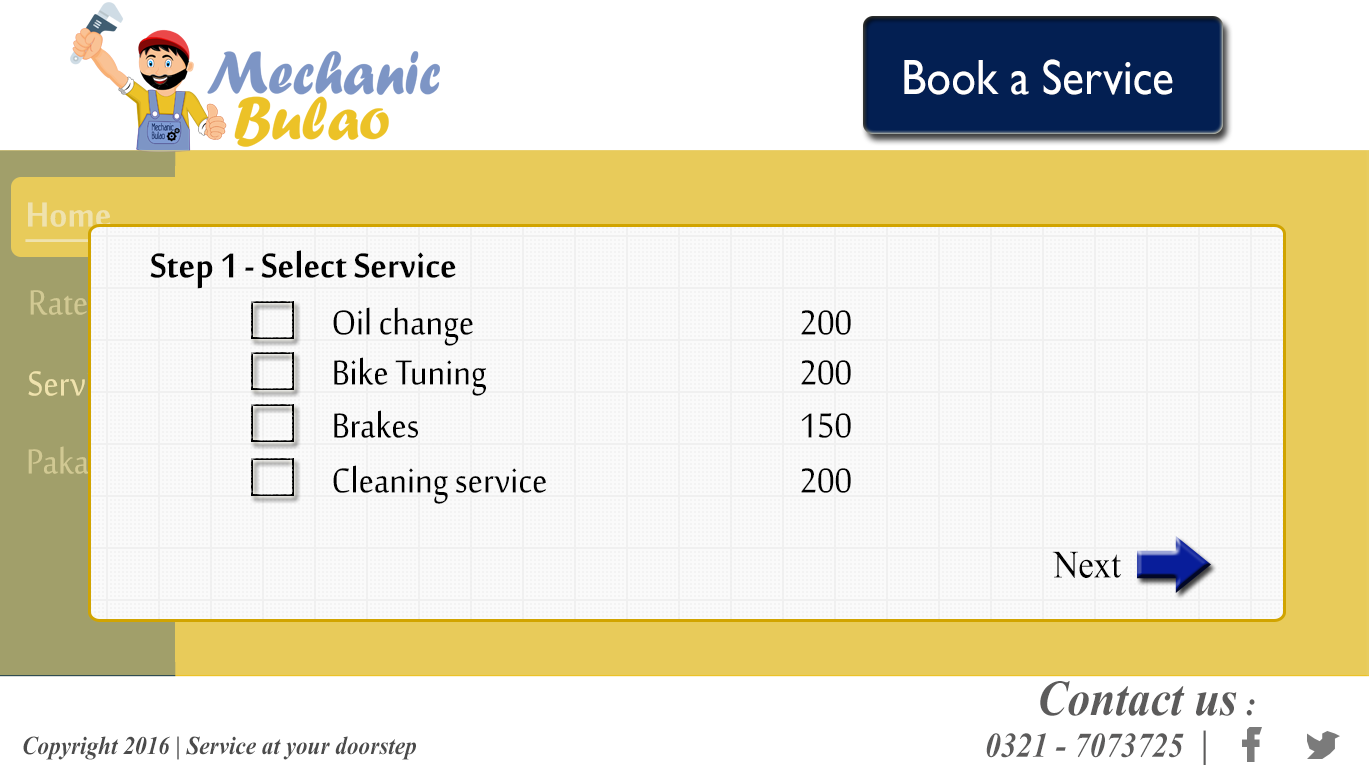 Mechanic
Bulao
Mechanic
Bulao
Book a Service
Home
Rate
Serv
Paka
Step 1 - Select Service
Oil change 200
Bike Tuning 200
Brakes 150
Cleaning service 200
Next
Contact us :
Copyright 2016 | Service at your doorstep
0321 - 7073725 |